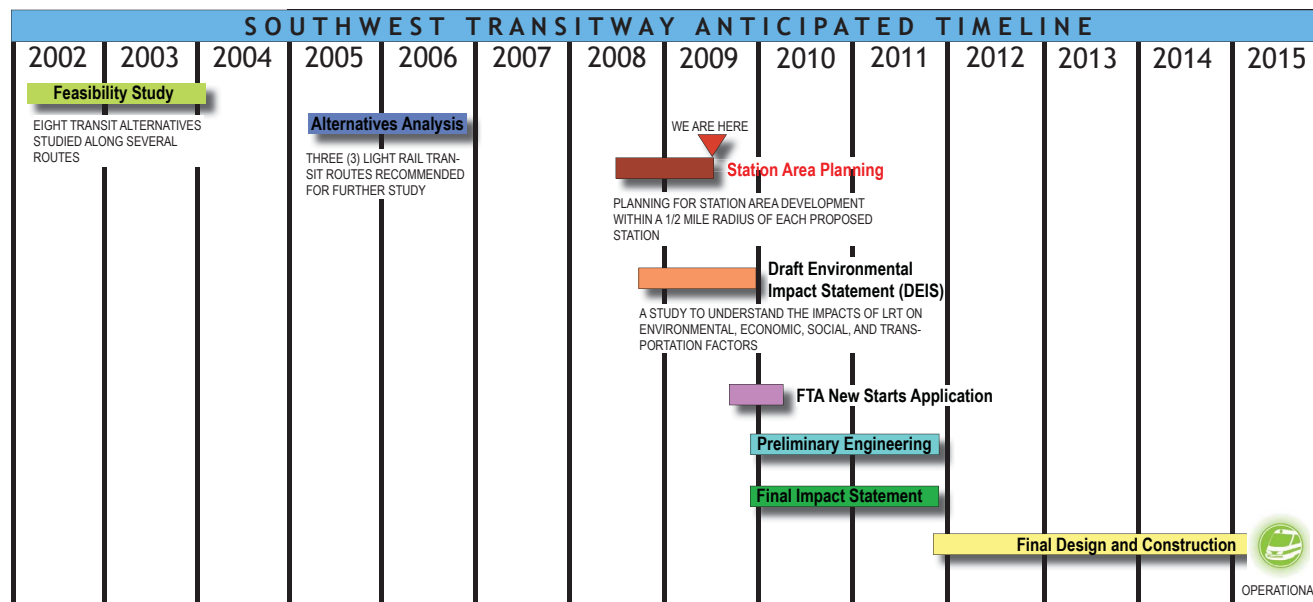 SOUTHWEST TRANSITWAY ANTICIPATED TIMELINE
2002 2003 2004 2005 2006 2007 2008 2009 2010 2011 2012 2013 2014 2015
Feasibility Study
EIGHT TRANSIT ALTERNATIVES
STUDIED ALONG SEVERAL
ROUTES
Alternatives Analysis
THREE (3) LIGHT RAIL TRAN-
SIT ROUTES RECOMMENDED
FOR FURTHER STUDY
WE ARE HERE
Station Area Planning
PLANNING FOR STATION AREA DEVELOPMENT
WITHIN A 1/2 MILE RADIUS OF EACH PROPOSED
STATION
Draft Environmental
Impact Statement (DEIS)
A STUDY TO UNDERSTAND THE IMPACTS OF LRT ON
ENVIRONMENTAL, ECONOMIC, SOCIAL, AND TRANS-
PORTATION FACTORS
FTA New Starts Application
Preliminary Engineering
Final Impact Statement
Final Design and Construction
OPERATIONA